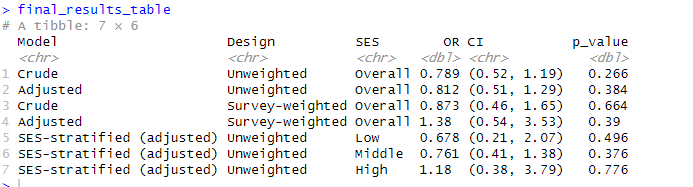 > final_results_table
# A tibble: 7 × 6
Model Design SES OR CI p_value
<chr> <chr> <chr> <dbl> <chr> <dbl>
1 Crude Unweighted Overall 0.789 (0.52, 1.19) 0.266
2 Adjusted Unweighted Overall 0.812 (0.51, 1.29) 0.384
3 Crude Survey-weighted Overall 0.873 (0.46, 1.65) 0.664
4 Adjusted Survey-weighted Overall 1.38 (0.54, 3.53) 0.39
5 SES-stratified (adjusted) Unweighted Low 0.678 (0.21, 2.07) 0.496
6 SES-stratified (adjusted) Unweighted Middle 0.761 (0.41, 1.38) 0.376
7 SES-stratified (adjusted) Unweighted High 1.18 (0.38, 3.79) 0.776
>